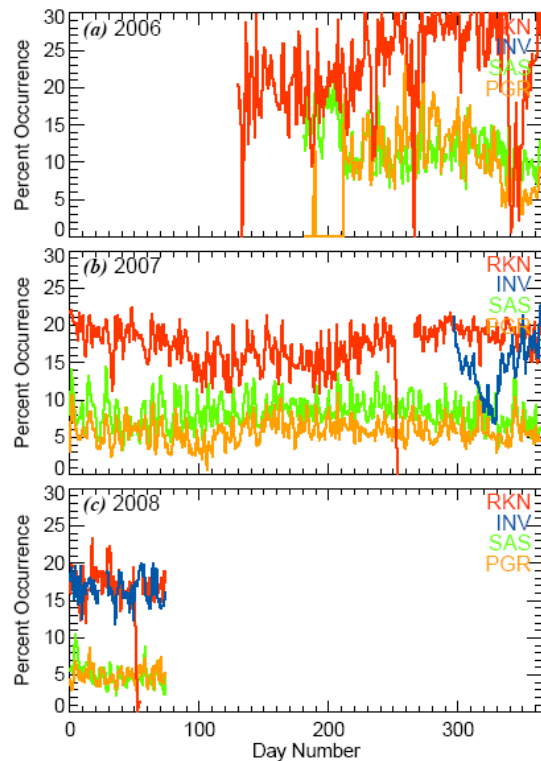 (a) 2006
RKN
INV
SAS
PGR
Percent Occurrence
30
25
20
15
10
5
0
(b) 2007
RKN
INV
SAS
PGR
Percent Occurrence
30
25
20
15
10
5
0
(c) 2008
RKN
INV
SAS
PGR
Percent Occurrence
30
25
20
15
10
5
0
0 100 200 300
Day Number